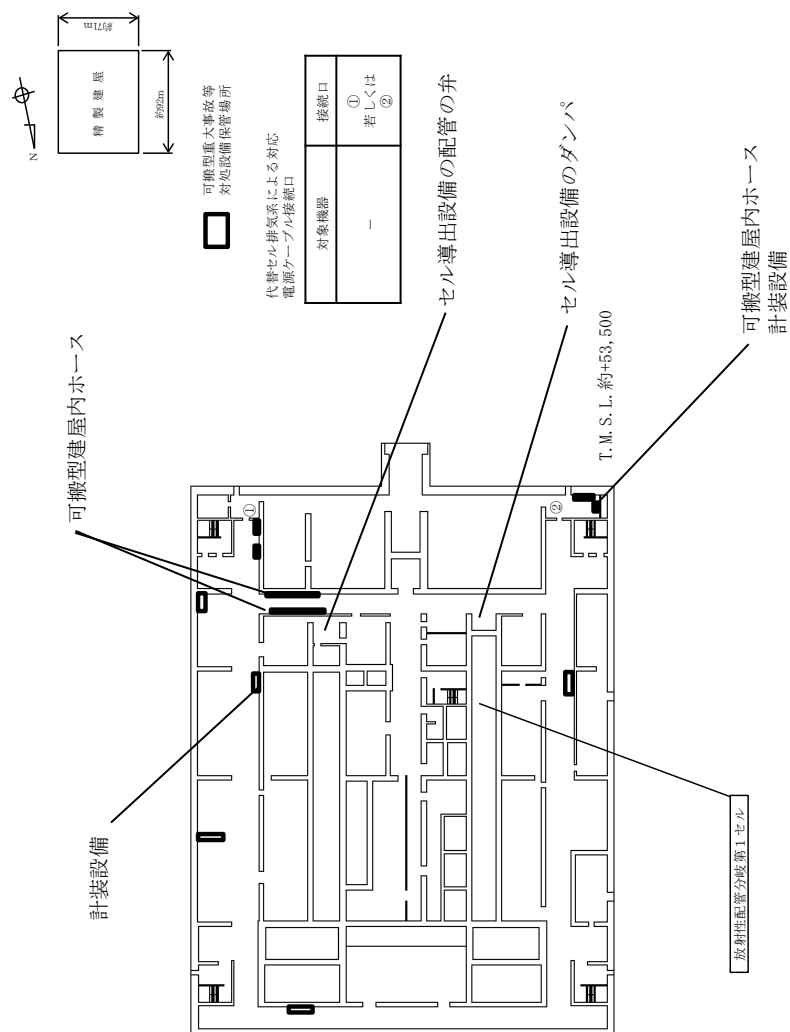 N
精製建屋
約71m
約92m
可搬型重大事故等
対処設備保管場所
代替セル排気系による対応
電源ケーブル接続口
対象機器
接続口
－
①
若しくは
②
可搬型建屋内ホース
セル導出設備の配管の弁
セル導出設備のダンパ
T.M.S.L.約+53,500
可搬型建屋内ホース
計装設備
計装設備
放射性配管分岐第1セル
①
②